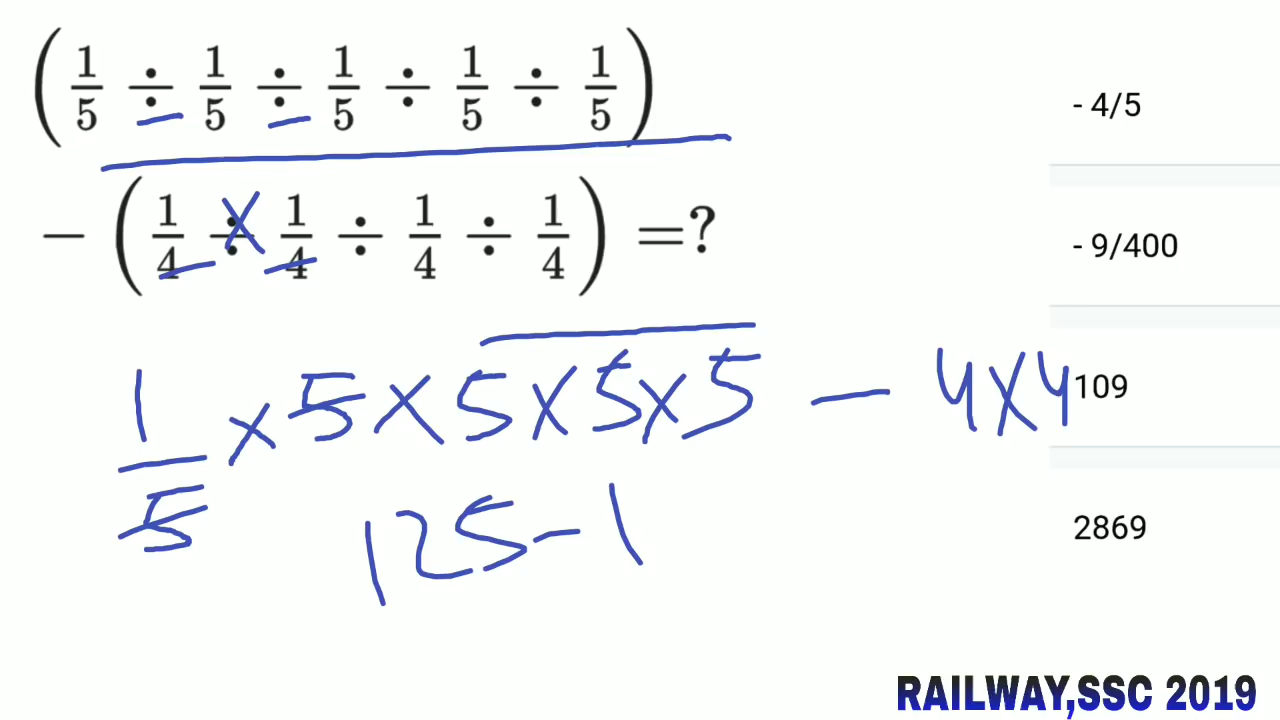 (1/5 ÷ 1/5 ÷ 1/5 ÷ 1/5 ÷ 1/5)
- (1/4 ÷ 1/4 ÷ 1/4 ÷ 1/4) =?
×
1/5 × 5 × 5 × 5 × 5 — 4 × 4
125 - 1
- 4/5
- 9/400
109
2869
RAILWAY,SSC 2019